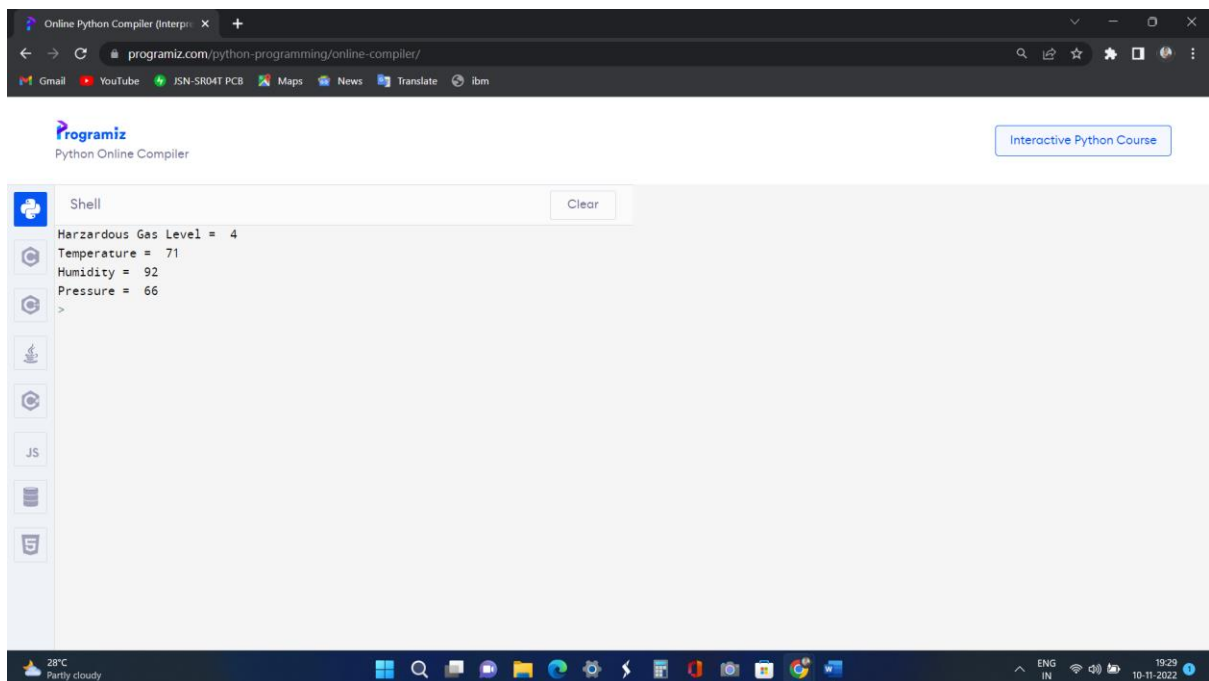 Online Python Compiler (Interpre
programiz.com/python-programming/online-compiler/
Gmail YouTube JSN-SR04T PCB Maps News Translate ibm
Programiz
Python Online Compiler
Interactive Python Course
Shell
Clear
Harzardous Gas Level =  4
Temperature =  71
Humidity =  92
Pressure =  66
>
JS
28°C
Partly cloudy
ENG
IN
19:29
10-11-2022
1